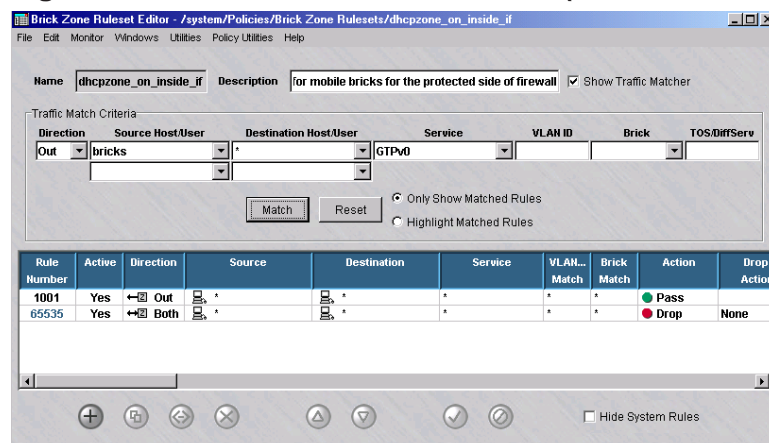 Brick Zone Ruleset Editor - /system/Policies/Brick Zone Rulesets/dhcpzone_on_inside_if
File Edit Monitor Windows Utilities Policy Utilities Help
Name dhcpzone_on_inside_if Description for mobile bricks for the protected side of firewall Show Traffic Matcher
Traffic Match Criteria
Direction Source Host/User Destination Host/User Service VLAN ID Brick TOS/DiffServ
Out bricks * GTPv0
Match Reset
Only Show Matched Rules
Highlight Matched Rules
Rule Number Active Direction Source Destination Service VLAN... Match Brick Match Action Drop Action
1001 Yes Out * * * * * Pass
65535 Yes Both * * * * * Drop None
Hide System Rules